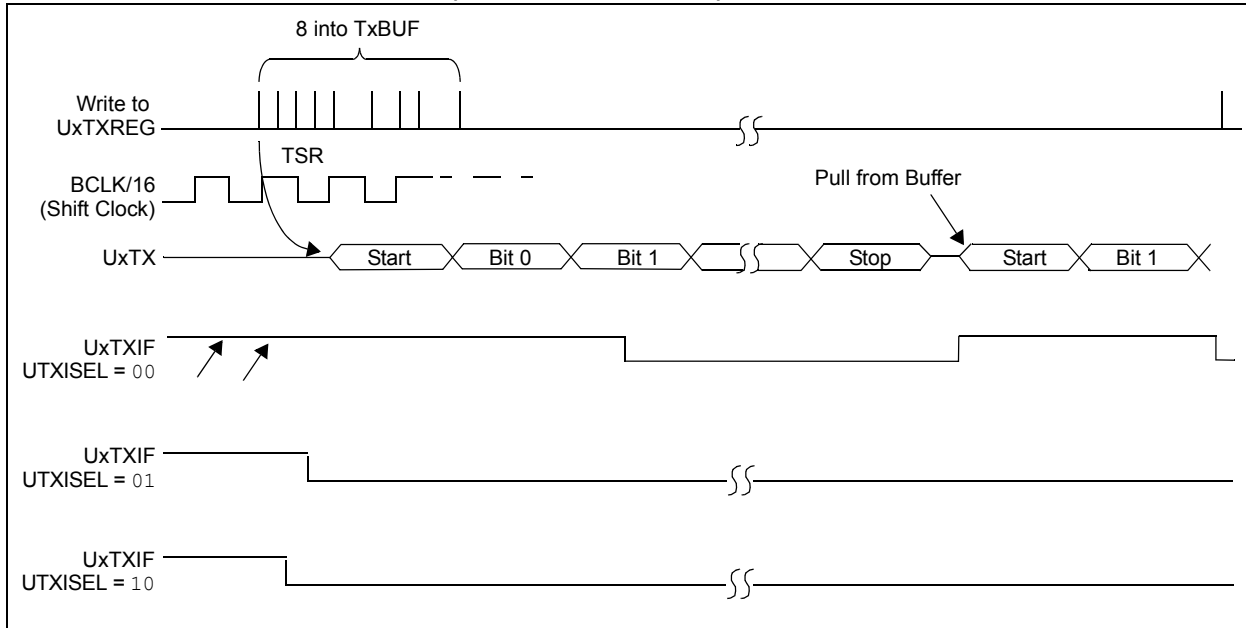 8 into TxBUF
Write to
UxTXREG
TSR
BCLK/16
(Shift Clock)
Pull from Buffer
UxTX
Start
Bit 0
Bit 1
Stop
Start
Bit 1
UxTXIF
UTXISEL = 00
UxTXIF
UTXISEL = 01
UxTXIF
UTXISEL = 10